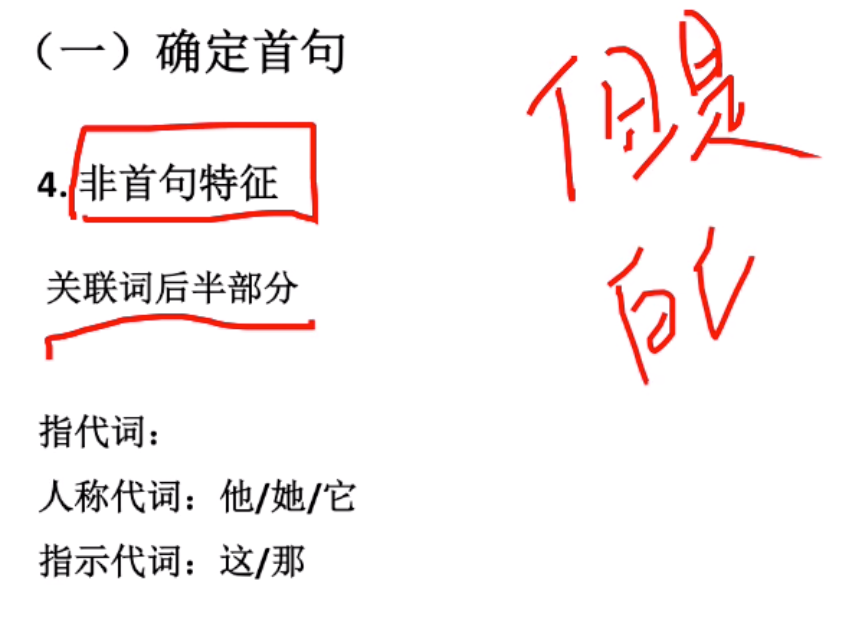 （一）确定首句
但是
4. 非首句特征
关联词后半部分
指代词：
人称代词：他/她/它
指示代词：这/那